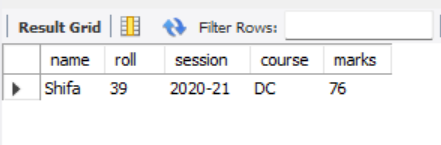 Result Grid Filter Rows:
name roll session course marks
Shifa 39 2020-21 DC 76